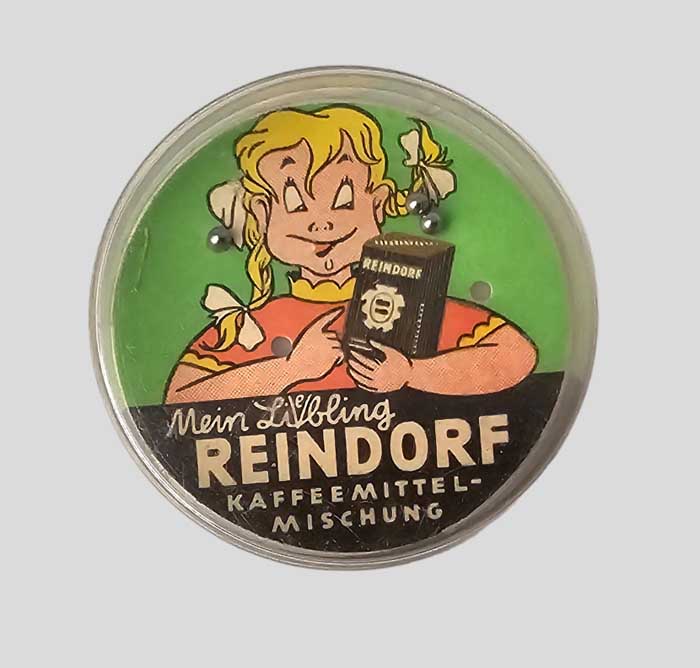 REINDORF
Mein Liebling
REINDORF
KAFFEEMITTEL-
MISCHUNG